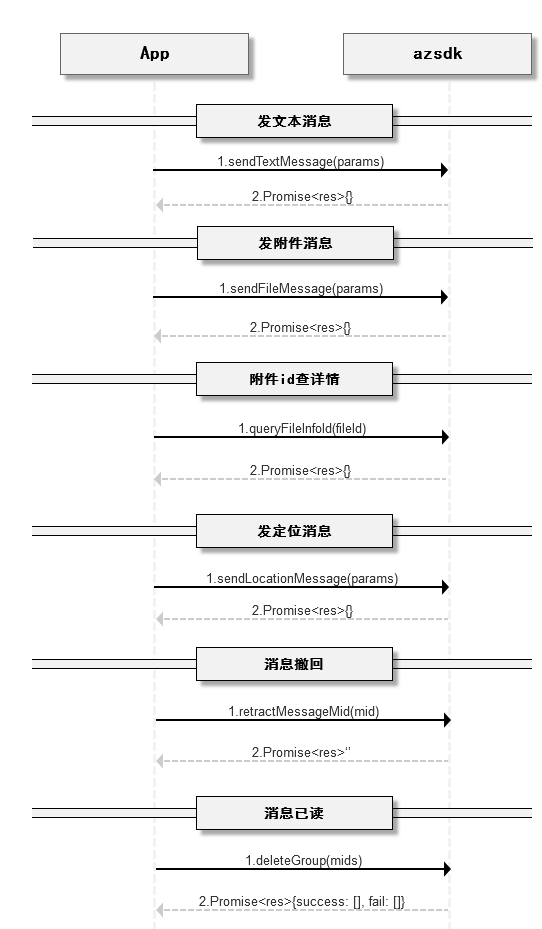 App
azsdk
发文本消息
1.sendTextMessage(params)
2.Promise<res>{}
发附件消息
1.sendFileMessage(params)
2.Promise<res>{}
附件id查详情
1.queryFileInfoId(fileId)
2.Promise<res>{}
发定位消息
1.sendLocationMessage(params)
2.Promise<res>{}
消息撤回
1.retractMessageMid(mid)
2.Promise<res>''
消息已读
1.deleteGroup(mids)
2.Promise<res>{success: [], fail: []}